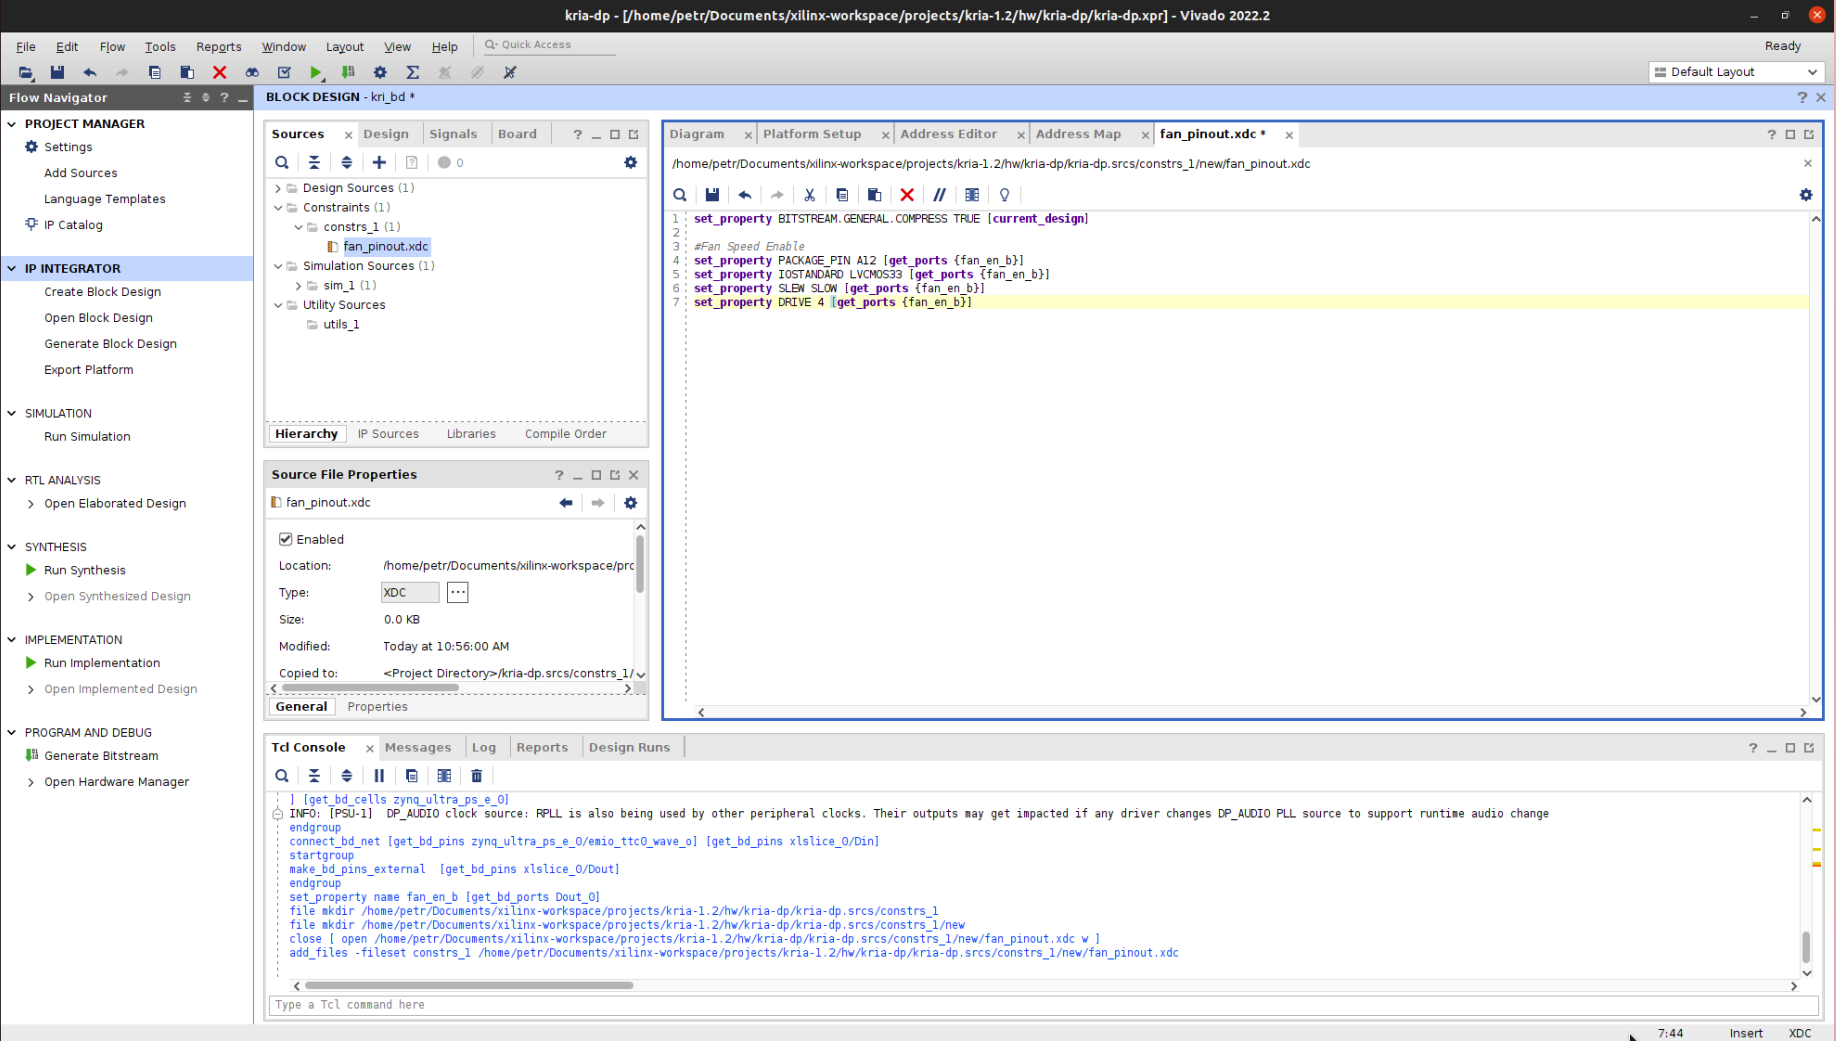 kria-dp - [/home/petr/Documents/xilinx-workspace/projects/kria-1.2/hw/kria-dp/kria-dp.xpr] - Vivado 2022.2
File Edit Flow Tools Reports Window Layout View Help Quick Access
Ready
Default Layout
Flow Navigator
PROJECT MANAGER
Settings
Add Sources
Language Templates
IP Catalog
IP INTEGRATOR
Create Block Design
Open Block Design
Generate Block Design
Export Platform
SIMULATION
Run Simulation
RTL ANALYSIS
Open Elaborated Design
SYNTHESIS
Run Synthesis
Open Synthesized Design
IMPLEMENTATION
Run Implementation
Open Implemented Design
PROGRAM AND DEBUG
Generate Bitstream
Open Hardware Manager
BLOCK DESIGN - kri_bd *
Sources Design Signals Board
0
Design Sources (1)
Constraints (1)
constrs_1 (1)
fan_pinout.xdc
Simulation Sources (1)
sim_1 (1)
Utility Sources
utils_1
Hierarchy IP Sources Libraries Compile Order
Source File Properties
fan_pinout.xdc
Enabled
Location: /home/petr/Documents/xilinx-workspace/pro
Type: XDC
Size: 0.0 KB
Modified: Today at 10:56:00 AM
Copied to: <Project Directory>/kria-dp.srcs/constrs_1/
General Properties
Diagram Platform Setup Address Editor Address Map fan_pinout.xdc *
/home/petr/Documents/xilinx-workspace/projects/kria-1.2/hw/kria-dp/kria-dp.srcs/constrs_1/new/fan_pinout.xdc
1 set_property BITSTREAM.GENERAL.COMPRESS TRUE [current_design]
2
3 #Fan Speed Enable
4 set_property PACKAGE_PIN A12 [get_ports {fan_en_b}]
5 set_property IOSTANDARD LVCMOS33 [get_ports {fan_en_b}]
6 set_property SLEW SLOW [get_ports {fan_en_b}]
7 set_property DRIVE 4 [get_ports {fan_en_b}]
Tcl Console Messages Log Reports Design Runs
] [get_bd_cells zynq_ultra_ps_e_0]
INFO: [PSU-1]  DP_AUDIO clock source: RPLL is also being used by other peripheral clocks. Their outputs may get impacted if any driver changes DP_AUDIO PLL source to support runtime audio change
endgroup
connect_bd_net [get_bd_pins zynq_ultra_ps_e_0/emio_ttc0_wave_o] [get_bd_pins xlslice_0/Din]
startgroup
make_bd_pins_external  [get_bd_pins xlslice_0/Dout]
endgroup
set_property name fan_en_b [get_bd_ports Dout_0]
file mkdir /home/petr/Documents/xilinx-workspace/projects/kria-1.2/hw/kria-dp/kria-dp.srcs/constrs_1
file mkdir /home/petr/Documents/xilinx-workspace/projects/kria-1.2/hw/kria-dp/kria-dp.srcs/constrs_1/new
close [ open /home/petr/Documents/xilinx-workspace/projects/kria-1.2/hw/kria-dp/kria-dp.srcs/constrs_1/new/fan_pinout.xdc w ]
add_files -fileset constrs_1 /home/petr/Documents/xilinx-workspace/projects/kria-1.2/hw/kria-dp/kria-dp.srcs/constrs_1/new/fan_pinout.xdc
Type a Tcl command here
7:44 Insert XDC